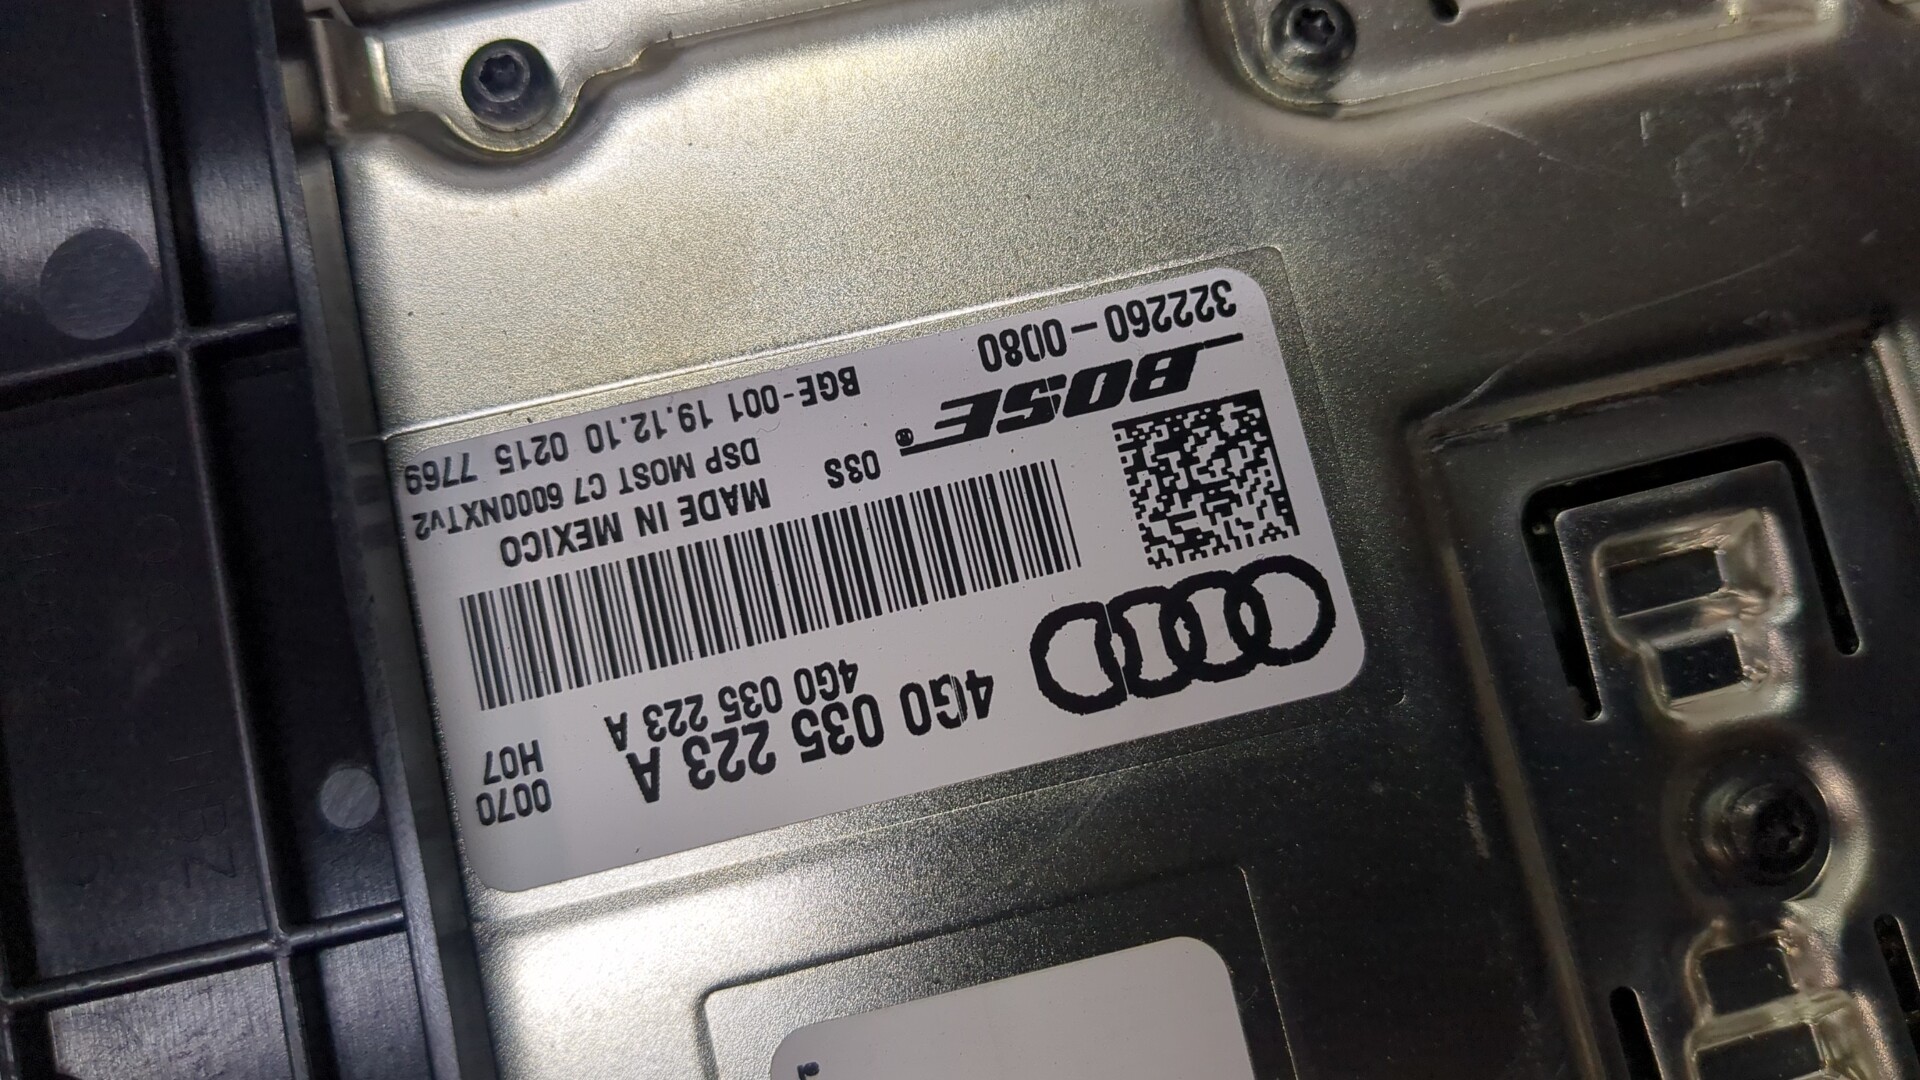 0070
H07
4G0 035 223 A
4G0 035 223 A
MADE IN MEXICO
03S
DSP MOST C7 6000NXTv2
BOSE®
BGE-001 19.12.10 0215 7769
322260-0080